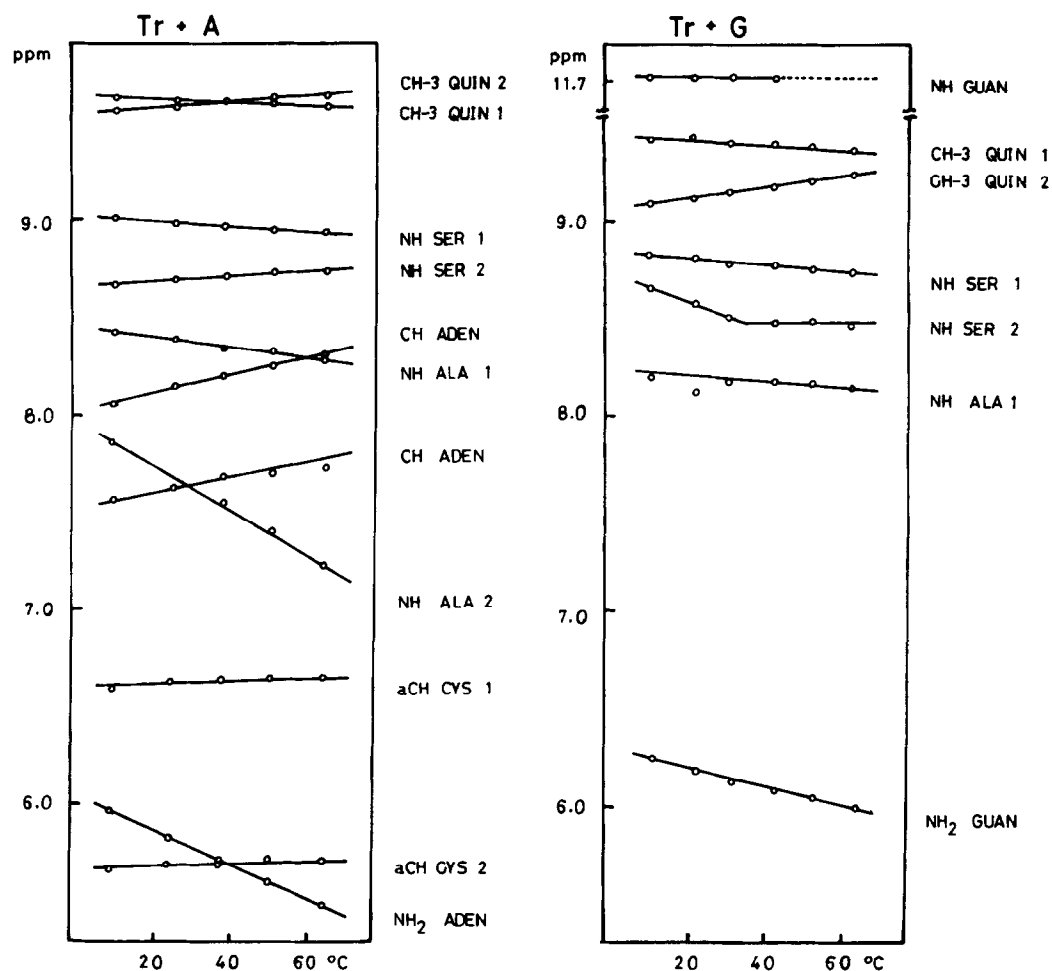 Tr + A
ppm
9.0
8.0
7.0
6.0
20 40 60 °C
CH-3 QUIN 2
CH-3 QUIN 1
NH SER 1
NH SER 2
CH ADEN
NH ALA 1
CH ADEN
NH ALA 2
aCH CYS 1
aCH CYS 2
NH2 ADEN
Tr + G
ppm
11.7
9.0
8.0
7.0
6.0
20 40 60 °C
NH GUAN
CH-3 QUIN 1
CH-3 QUIN 2
NH SER 1
NH SER 2
NH ALA 1
NH2 GUAN